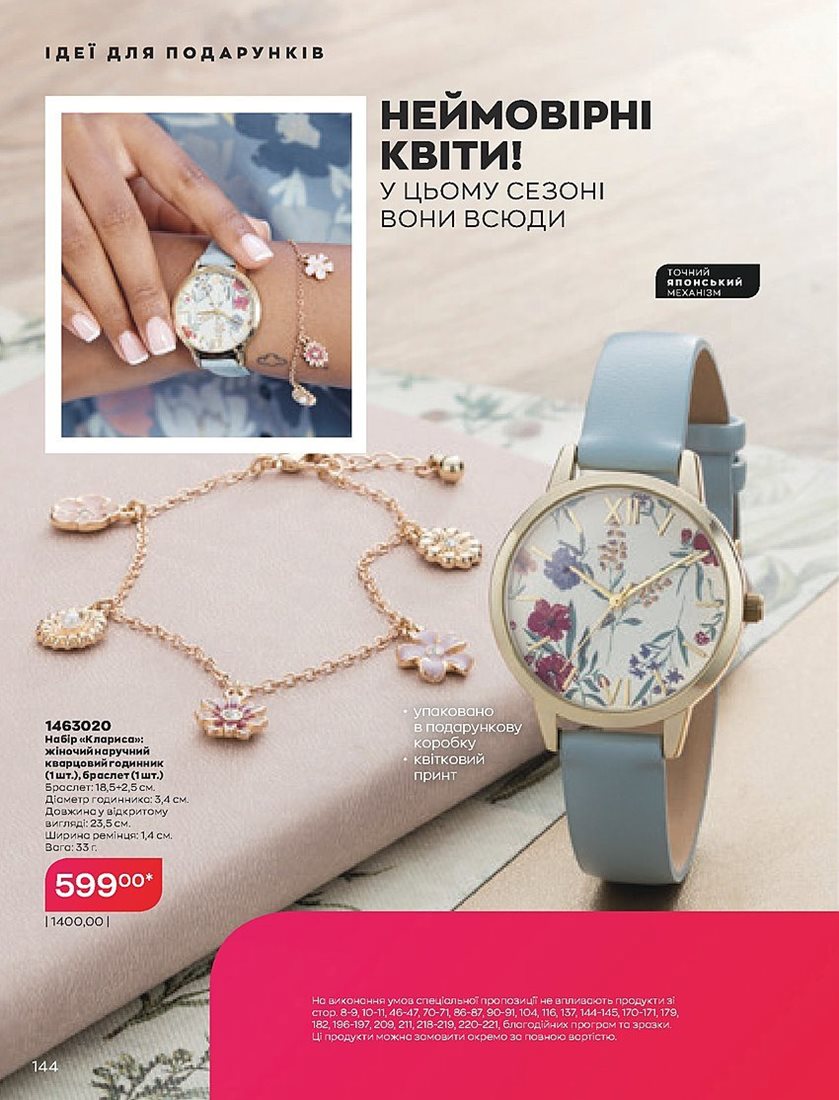 ІДЕЇ ДЛЯ ПОДАРУНКІВ
НЕЙМОВІРНІ
КВІТИ!
У ЦЬОМУ СЕЗОНІ
ВОНИ ВСЮДИ
ТОЧНИЙ
ЯПОНСЬКИЙ
МЕХАНІЗМ
• упаковано
в подарункову
коробку
• квітковий
принт
1463020
Набір «Клариса»:
жіночий наручний
кварцовий годинник
(1 шт.), браслет (1 шт.)
Браслет: 18,5+2,5 см.
Діаметр годинника: 3,4 см.
Довжина у відкритому
вигляді: 23,5 см.
Ширина ремінця: 1,4 см.
Вага: 33 г.
59900*
|1400,00|
На виконання умов спеціальної пропозиції не впливають продукти зі
стор. 8-9, 10-11, 46-47, 70-71, 86-87, 90-91, 104, 116, 137, 144-145, 170-171, 179,
182, 196-197, 209, 211, 218-219, 220-221, благодійних програм та зразки.
Ці продукти можна замовити окремо за повною вартістю.
144